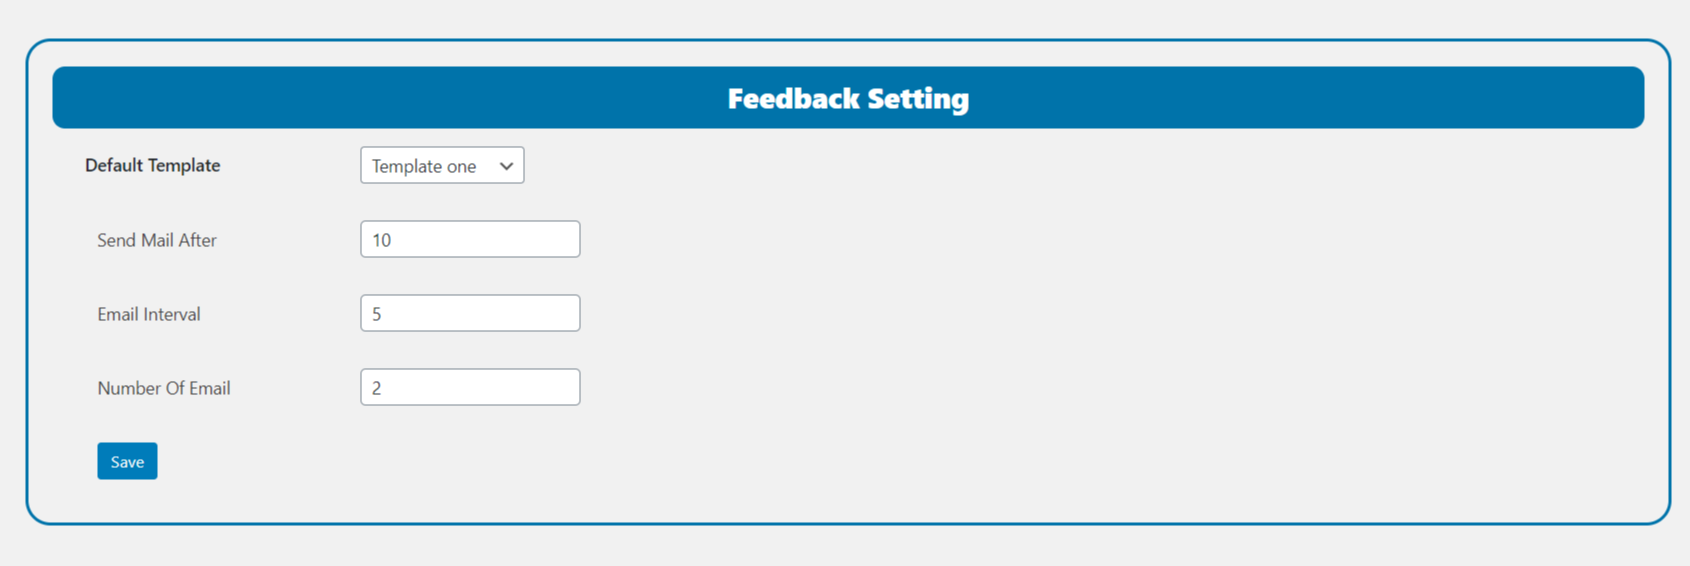 Feedback Setting
Default Template Template one
Send Mail After 10
Email Interval 5
Number Of Email 2
Save